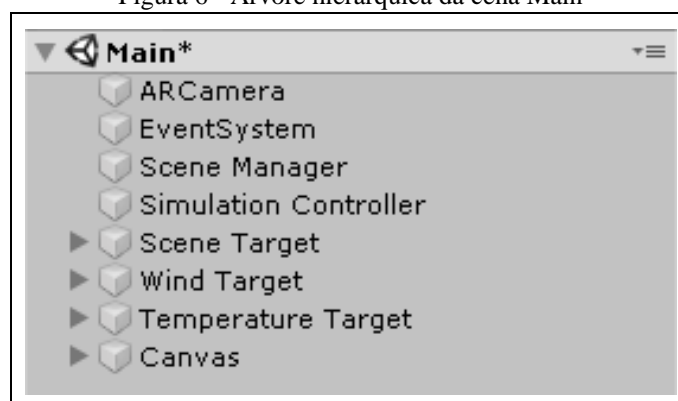 Figura 6 - Árvore hierárquica da cena Main
Main*
ARCamera
EventSystem
Scene Manager
Simulation Controller
Scene Target
Wind Target
Temperature Target
Canvas